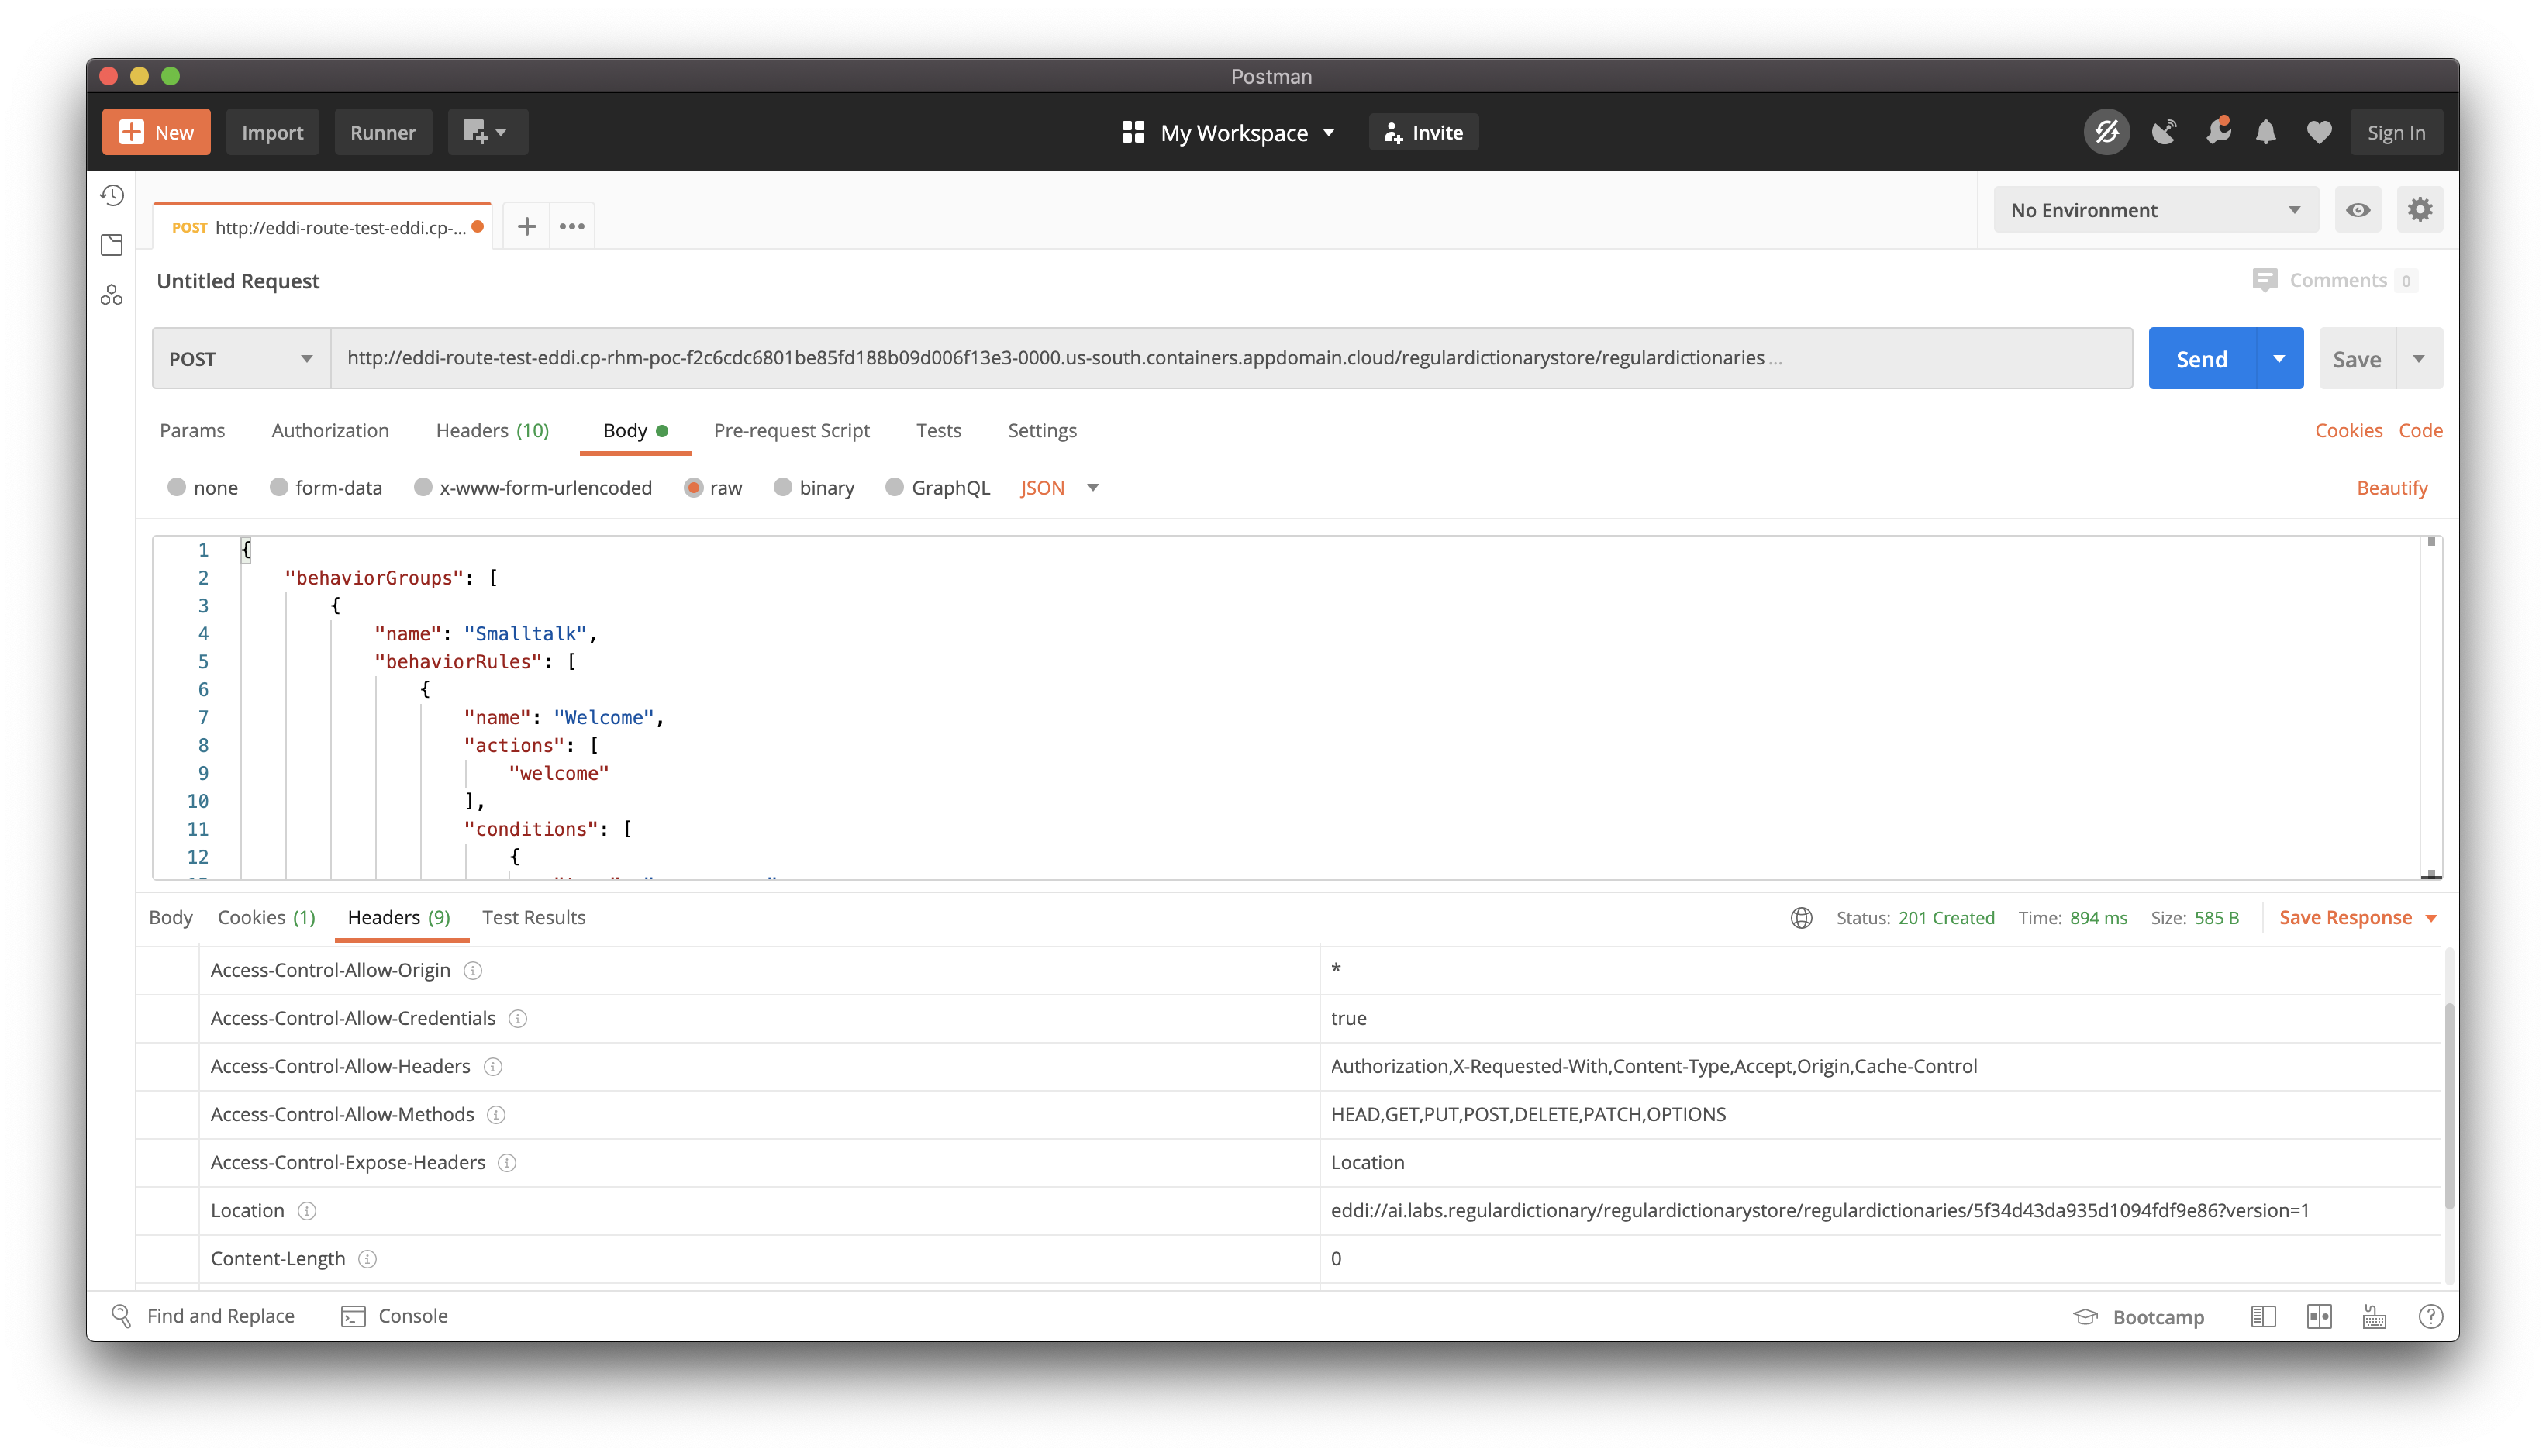 Postman
New Import Runner My Workspace Invite Sign In
POST http://eddi-route-test-eddi.cp-... No Environment
Untitled Request Comments 0
POST http://eddi-route-test-eddi.cp-rhm-poc-f2c6cdc6801be85fd188b09d006f13e3-0000.us-south.containers.appdomain.cloud/regulardictionarystore/regulardictionaries ... Send Save
Params Authorization Headers (10) Body Pre-request Script Tests Settings Cookies Code
none form-data x-www-form-urlencoded raw binary GraphQL JSON Beautify
1 {
2 "behaviorGroups": [
3 {
4 "name": "Smalltalk",
5 "behaviorRules": [
6 {
7 "name": "Welcome",
8 "actions": [
9 "welcome"
10 ],
11 "conditions": [
12 {
Body Cookies (1) Headers (9) Test Results Status: 201 Created Time: 894 ms Size: 585 B Save Response
Access-Control-Allow-Origin *
Access-Control-Allow-Credentials true
Access-Control-Allow-Headers Authorization,X-Requested-With,Content-Type,Accept,Origin,Cache-Control
Access-Control-Allow-Methods HEAD,GET,PUT,POST,DELETE,PATCH,OPTIONS
Access-Control-Expose-Headers Location
Location eddi://ai.labs.regulardictionary/regulardictionarystore/regulardictionaries/5f34d43da935d1094fdf9e86?version=1
Content-Length 0
Find and Replace Console Bootcamp